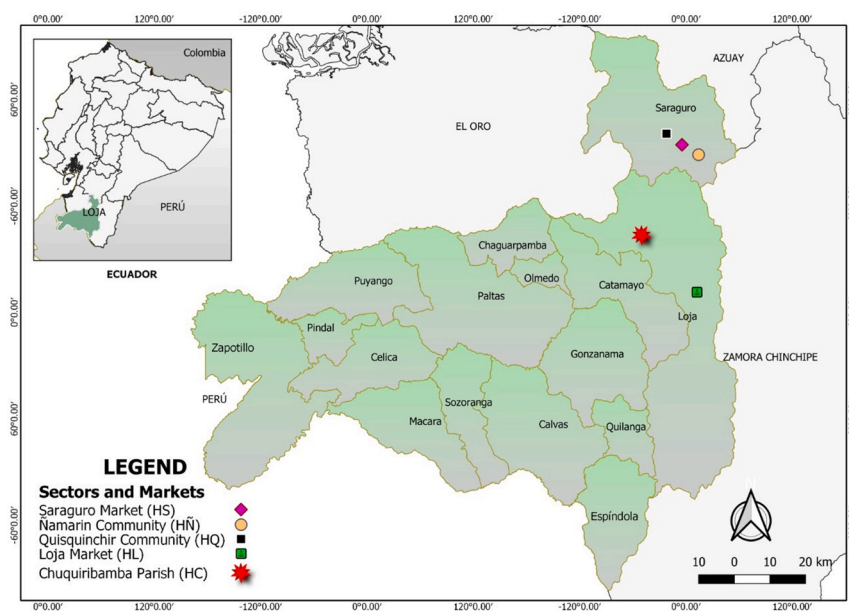 0°0.00' 120°0.00' -120°0.00' 0°0.00' 120°0.00' -120°0.00' 0°0.00' 120°0.00'
60°0.00'
-60°0.00'
0°0.00'
60°0.00'
-60°0.00'
Colombia
LOJA
PERÚ
ECUADOR
AZUAY
EL ORO
Saraguro
Chaguarpamba
Olmedo
Catamayo
Puyango
Paltas
Loja
Pindal
Zapotillo
Celica
Gonzanama
ZAMORA CHINCHIPE
PERÚ
Sozoranga
Macara
Calvas
Quilanga
Espíndola
LEGEND
Sectors and Markets
Saraguro Market (HS)
Ñamarin Community (HÑ)
Quisquinchir Community (HQ)
Loja Market (HL)
Chuquiribamba Parish (HC)
N
10 0 10 20 km
0°0.00' 120°0.00' -120°0.00' 0°0.00' 120°0.00' -120°0.00' 0°0.00' 120°0.00'